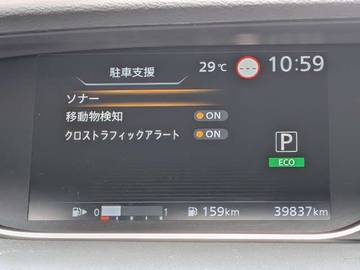 駐車支援
29℃
10:59
ソナー
移動物検知 ON
クロストラフィックアラート ON
P
ECO
0 1
159km
39837km